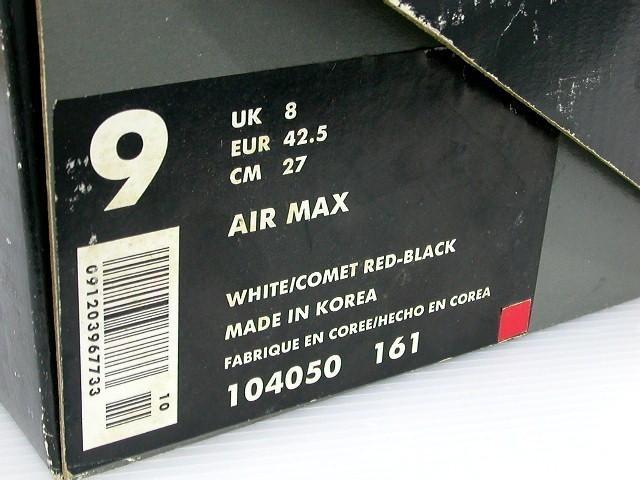 9
UK 8
EUR 42.5
CM 27
AIR MAX
WHITE/COMET RED-BLACK
MADE IN KOREA
FABRIQUE EN COREE/HECHO EN COREA
104050 161
091203967733
10